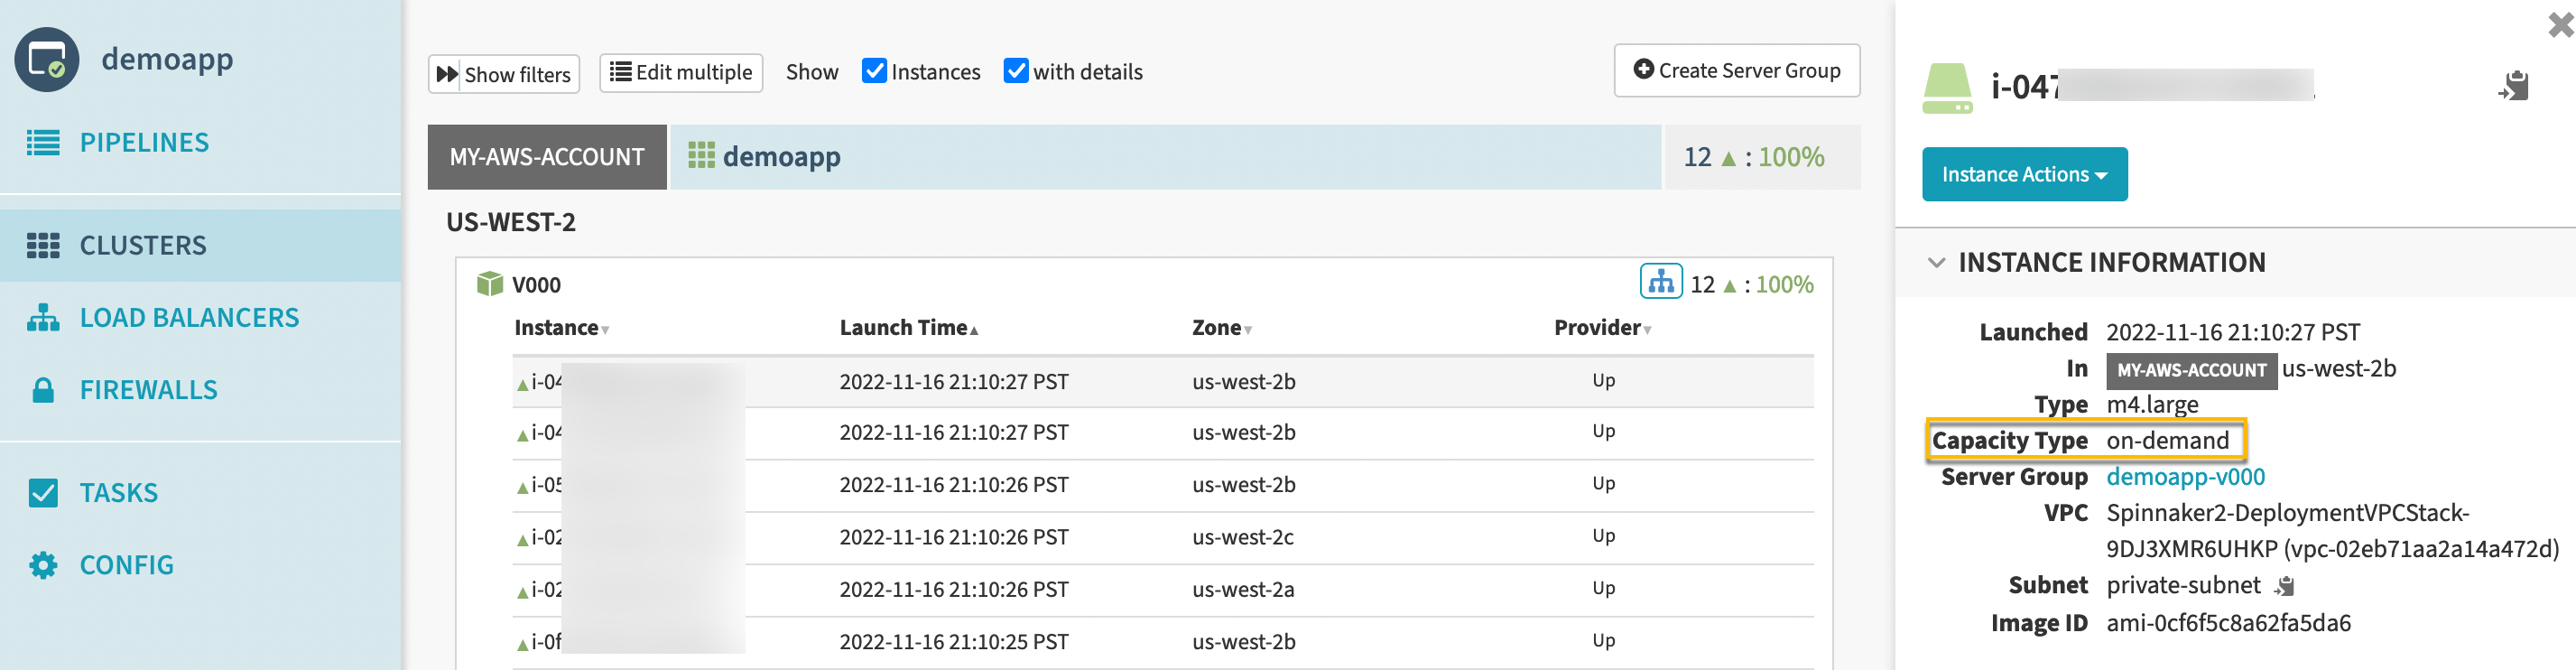 demoapp
PIPELINES
CLUSTERS
LOAD BALANCERS
FIREWALLS
TASKS
CONFIG
Show filters Edit multiple Show Instances with details Create Server Group
MY-AWS-ACCOUNT demoapp 12 ▲ : 100%
US-WEST-2
V000 12 ▲ : 100%
Instance▼ Launch Time▲ Zone▼ Provider▼
▲i-04 2022-11-16 21:10:27 PST us-west-2b Up
▲i-04 2022-11-16 21:10:27 PST us-west-2b Up
▲i-05 2022-11-16 21:10:26 PST us-west-2b Up
▲i-02 2022-11-16 21:10:26 PST us-west-2c Up
▲i-02 2022-11-16 21:10:26 PST us-west-2a Up
▲i-0f 2022-11-16 21:10:25 PST us-west-2b Up
i-047
Instance Actions
INSTANCE INFORMATION
Launched 2022-11-16 21:10:27 PST
In MY-AWS-ACCOUNT us-west-2b
Type m4.large
Capacity Type on-demand
Server Group demoapp-v000
VPC Spinnaker2-DeploymentVPCStack-
9DJ3XMR6UHKP (vpc-02eb71aa2a14a472d)
Subnet private-subnet
Image ID ami-0cf6f5c8a62fa5da6